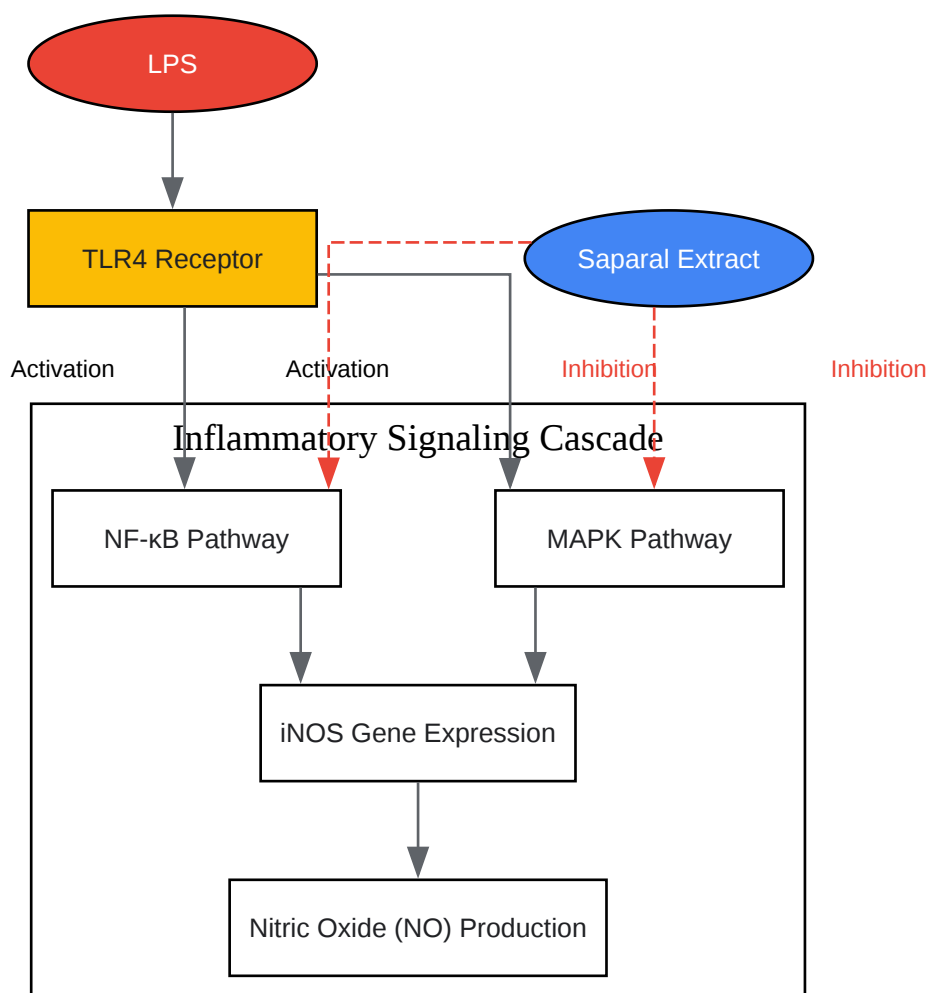 LPS
TLR4 Receptor
Saparal Extract
Activation
Activation
Inhibition
Inhibition
Inflammatory Signaling Cascade
NF-κB Pathway
MAPK Pathway
iNOS Gene Expression
Nitric Oxide (NO) Production